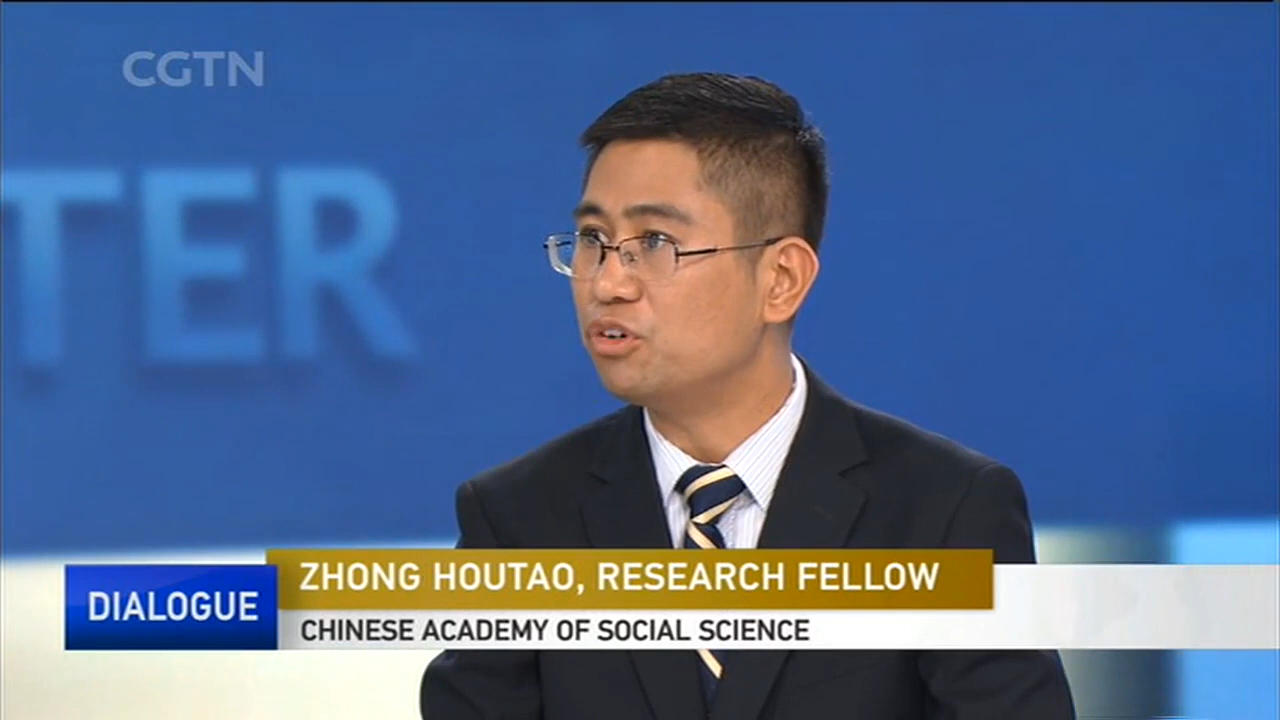 CGTN
TER
ZHONG HOUTAO, RESEARCH FELLOW
DIALOGUE
CHINESE ACADEMY OF SOCIAL SCIENCE